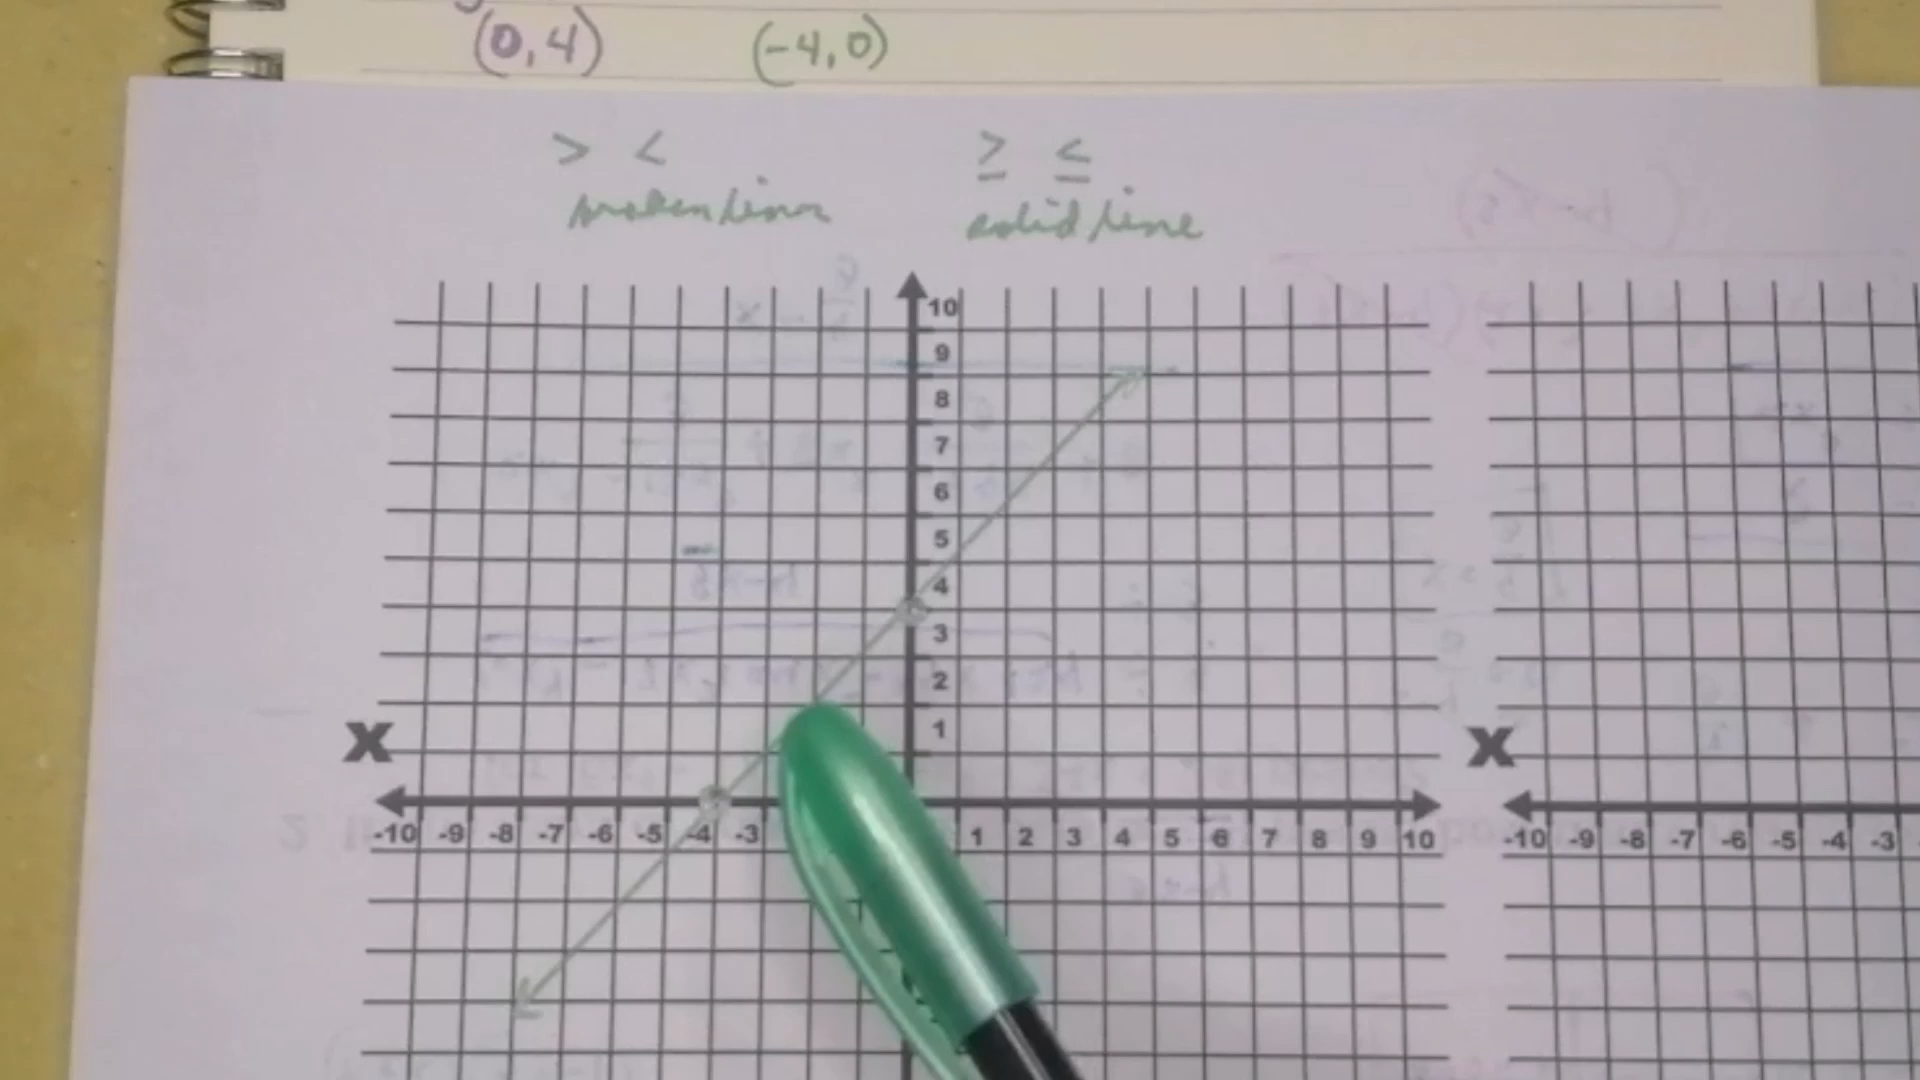 (0,4) (-4,0)
> < ≥ ≤
broken line solid line
10
9
8
7
6
5
4
3
2
1
X X
-10 -9 -8 -7 -6 -5 -4 -3 1 2 3 4 5 6 7 8 9 10 -10 -9 -8 -7 -6 -5 -4 -3